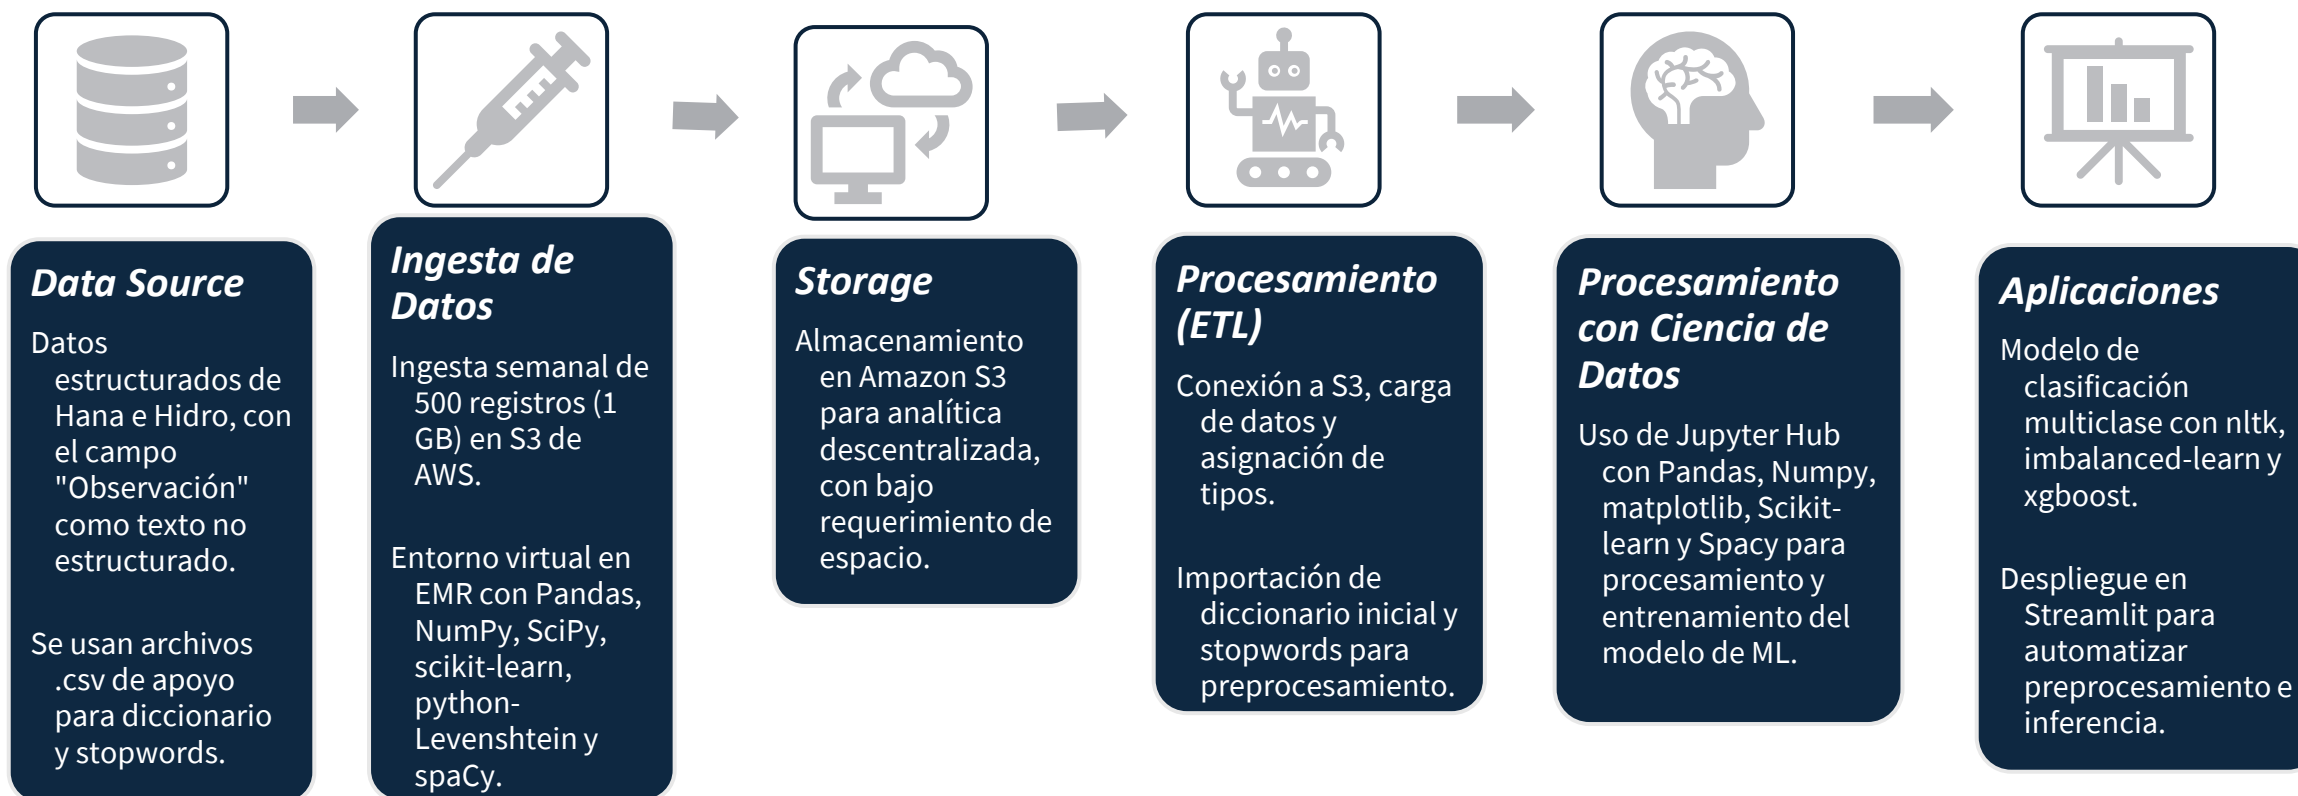 Data Source
Datos
estructurados de
Hana e Hidro, con
el campo
"Observación"
como texto no
estructurado.
Se usan archivos
.csv de apoyo
para diccionario
y stopwords.
Ingesta de
Datos
Ingesta semanal de
500 registros (1
GB) en S3 de
AWS.
Entorno virtual en
EMR con Pandas,
NumPy, SciPy,
scikit-learn,
python-
Levenshtein y
spaCy.
Storage
Almacenamiento
en Amazon S3
para analítica
descentralizada,
con bajo
requerimiento de
espacio.
Procesamiento
(ETL)
Conexión a S3, carga
de datos y
asignación de
tipos.
Importación de
diccionario inicial y
stopwords para
preprocesamiento.
Procesamiento
con Ciencia de
Datos
Uso de Jupyter Hub
con Pandas, Numpy,
matplotlib, Scikit-
learn y Spacy para
procesamiento y
entrenamiento del
modelo de ML.
Aplicaciones
Modelo de
clasificación
multiclase con nltk,
imbalanced-learn y
xgboost.
Despliegue en
Streamlit para
automatizar
preprocesamiento e
inferencia.